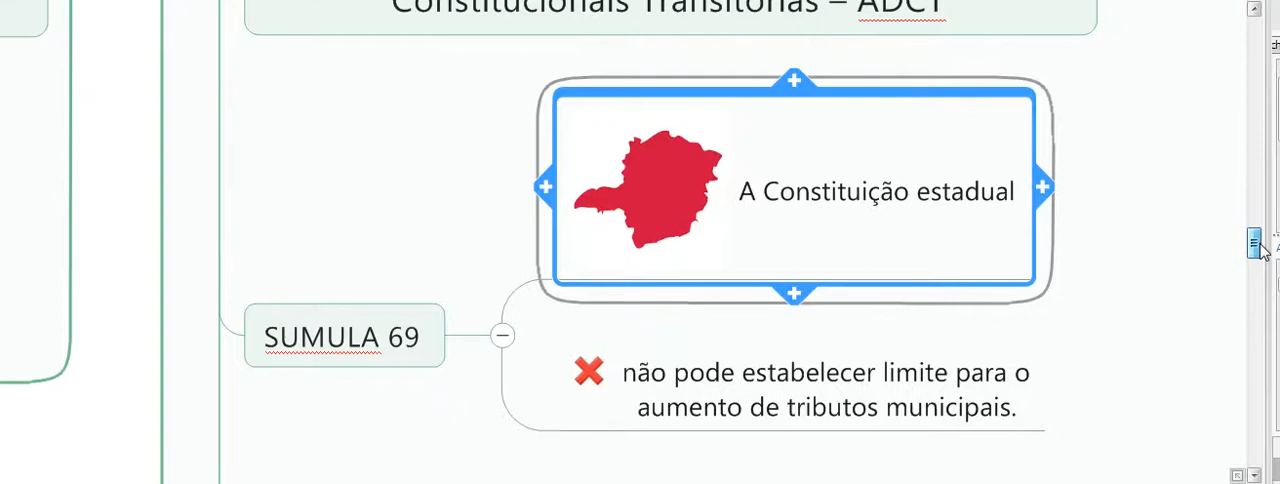 Constitucionais Transitórias – ADCT
A Constituição estadual
SUMULA 69
não pode estabelecer limite para o
aumento de tributos municipais.